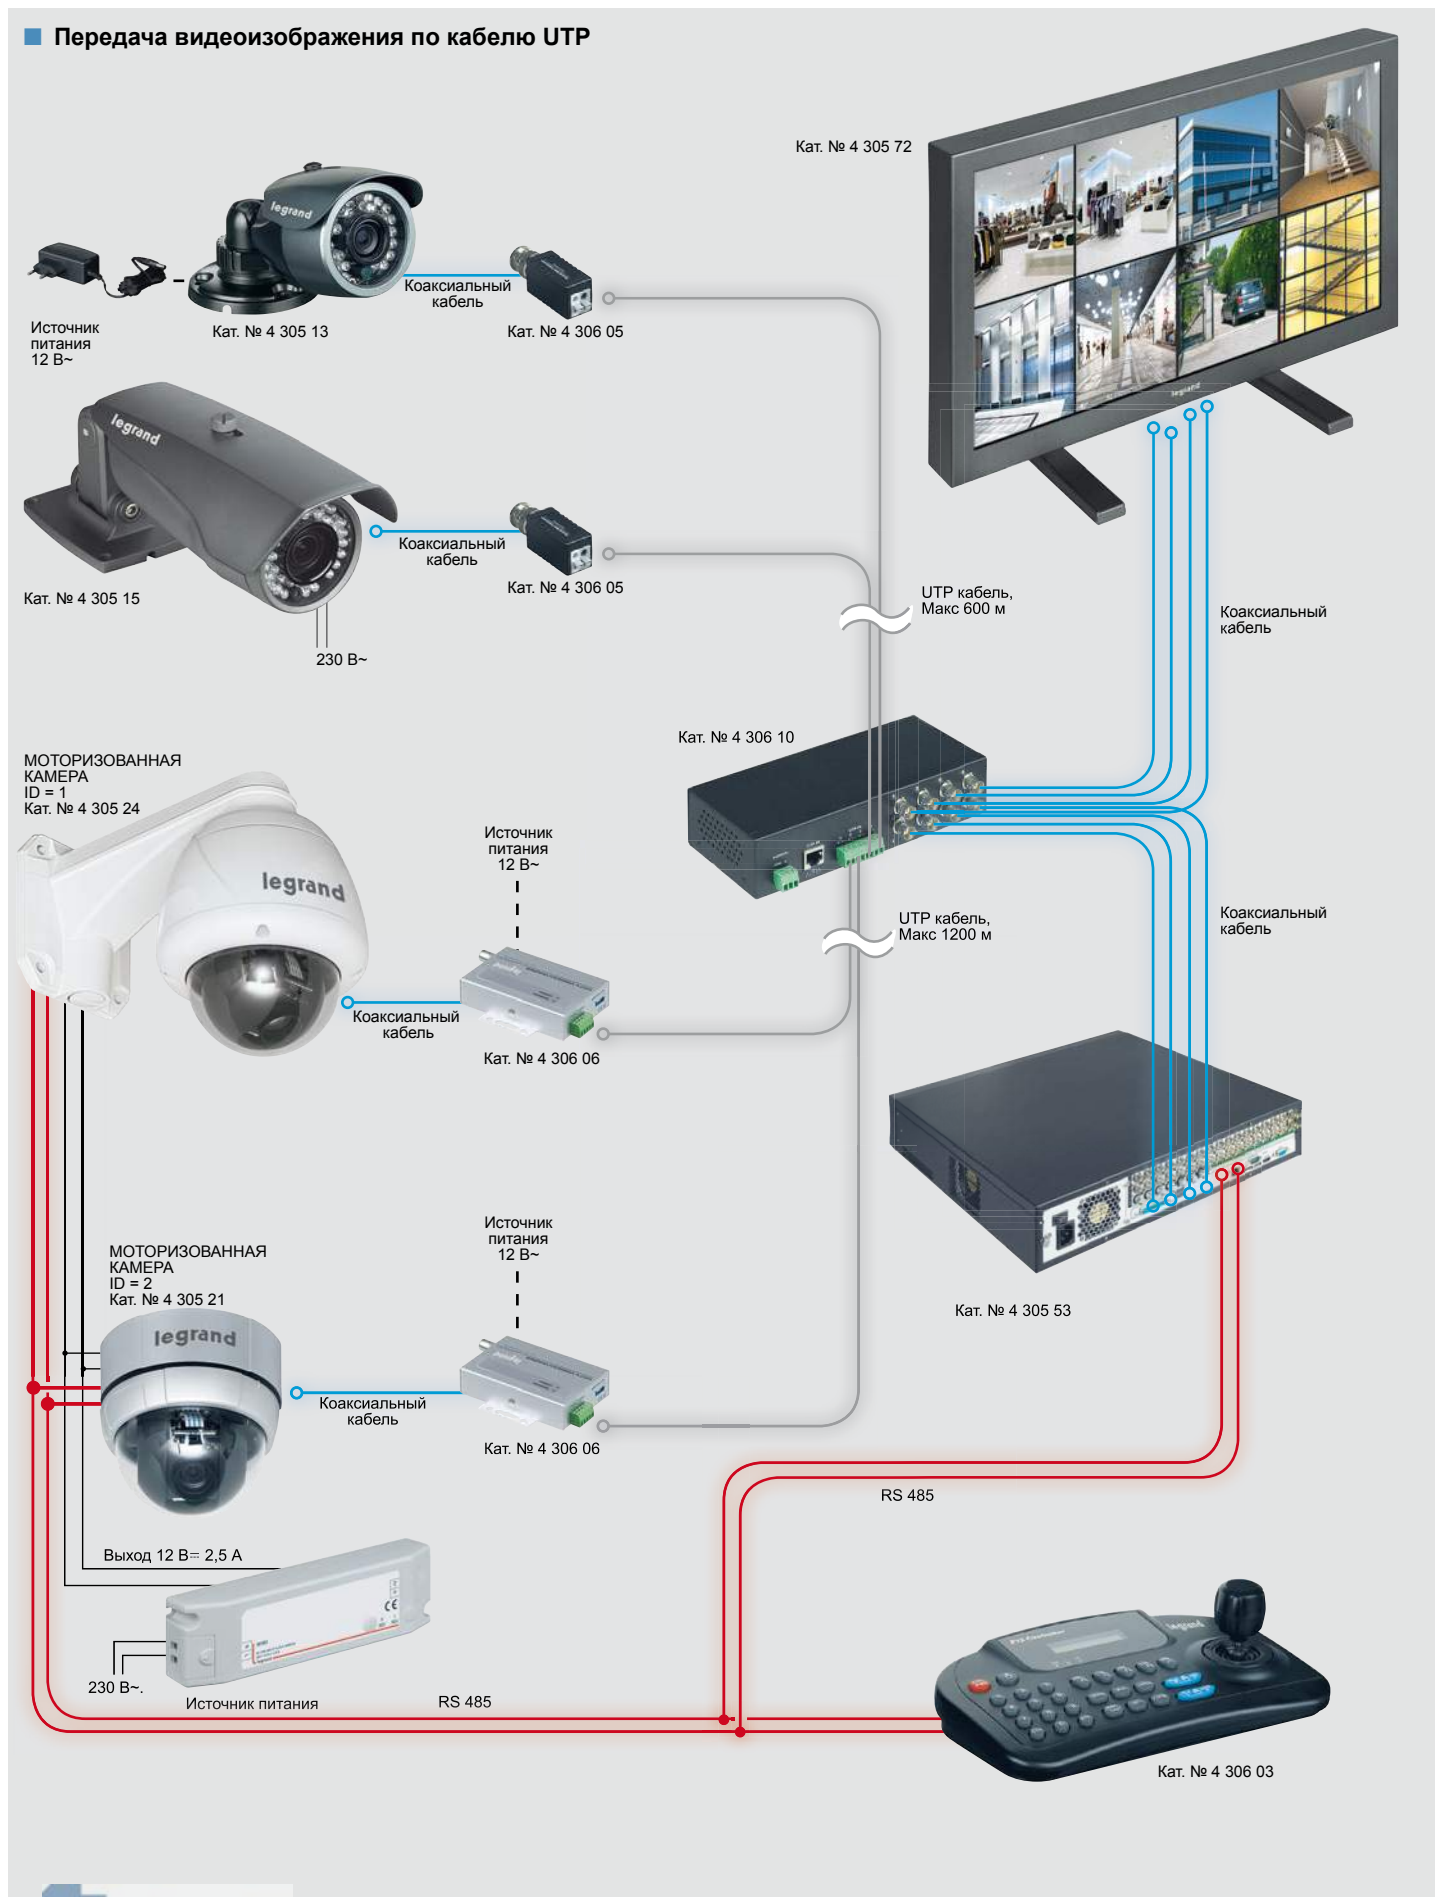 Передача видеоизображения по кабелю UTP
Кат. № 4 305 72
legrand
legrand
Коаксиальный
кабель
Источник
питания
12 В~
Кат. № 4 305 13
Кат. № 4 306 05
legrand
Коаксиальный
кабель
Кат. № 4 305 15
Кат. № 4 306 05
230 В~
UTP кабель,
Макс 600 м
Коаксиальный
кабель
Кат. № 4 306 10
МОТОРИЗОВАННАЯ
КАМЕРА
ID = 1
Кат. № 4 305 24
legrand
Источник
питания
12 В~
Коаксиальный
кабель
Кат. № 4 306 06
UTP кабель,
Макс 1200 м
Коаксиальный
кабель
Источник
питания
12 В~
МОТОРИЗОВАННАЯ
КАМЕРА
ID = 2
Кат. № 4 305 21
legrand
Коаксиальный
кабель
Кат. № 4 306 06
Кат. № 4 305 53
RS 485
Выход 12 В⎓ 2,5 А
CE
230 В~.
Источник питания
RS 485
legrand
Кат. № 4 306 03